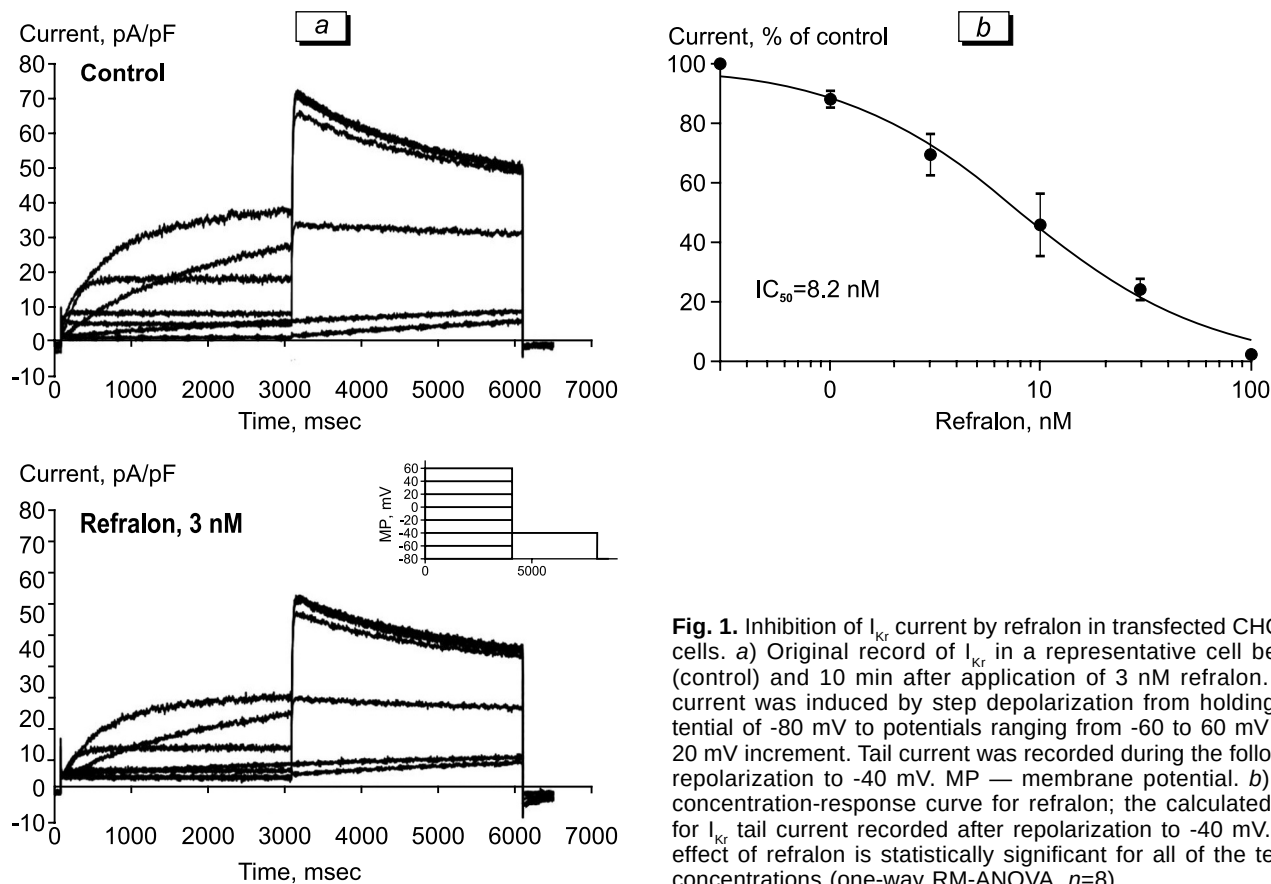 Current, pA/pF
a
Control
80
70
60
50
40
30
20
10
0
-10
0 1000 2000 3000 4000 5000 6000 7000
Time, msec
Current, % of control
b
100
80
60
40
20
0
IC50=8.2 nM
0 10 100
Refralon, nM
Current, pA/pF
Refralon, 3 nM
80
70
60
50
40
30
20
10
0
-10
0 1000 2000 3000 4000 5000 6000 7000
Time, msec
MP, mV
60
40
20
0
-20
-40
-60
-80
0 5000
Fig. 1. Inhibition of IKr current by refralon in transfected CHO
cells. a) Original record of IKr in a representative cell be
(control) and 10 min after application of 3 nM refralon.
current was induced by step depolarization from holding
tential of -80 mV to potentials ranging from -60 to 60 mV
20 mV increment. Tail current was recorded during the follo
repolarization to -40 mV. MP — membrane potential. b)
concentration-response curve for refralon; the calculated
for IKr tail current recorded after repolarization to -40 mV.
effect of refralon is statistically significant for all of the te
concentrations (one-way RM-ANOVA, n=8)